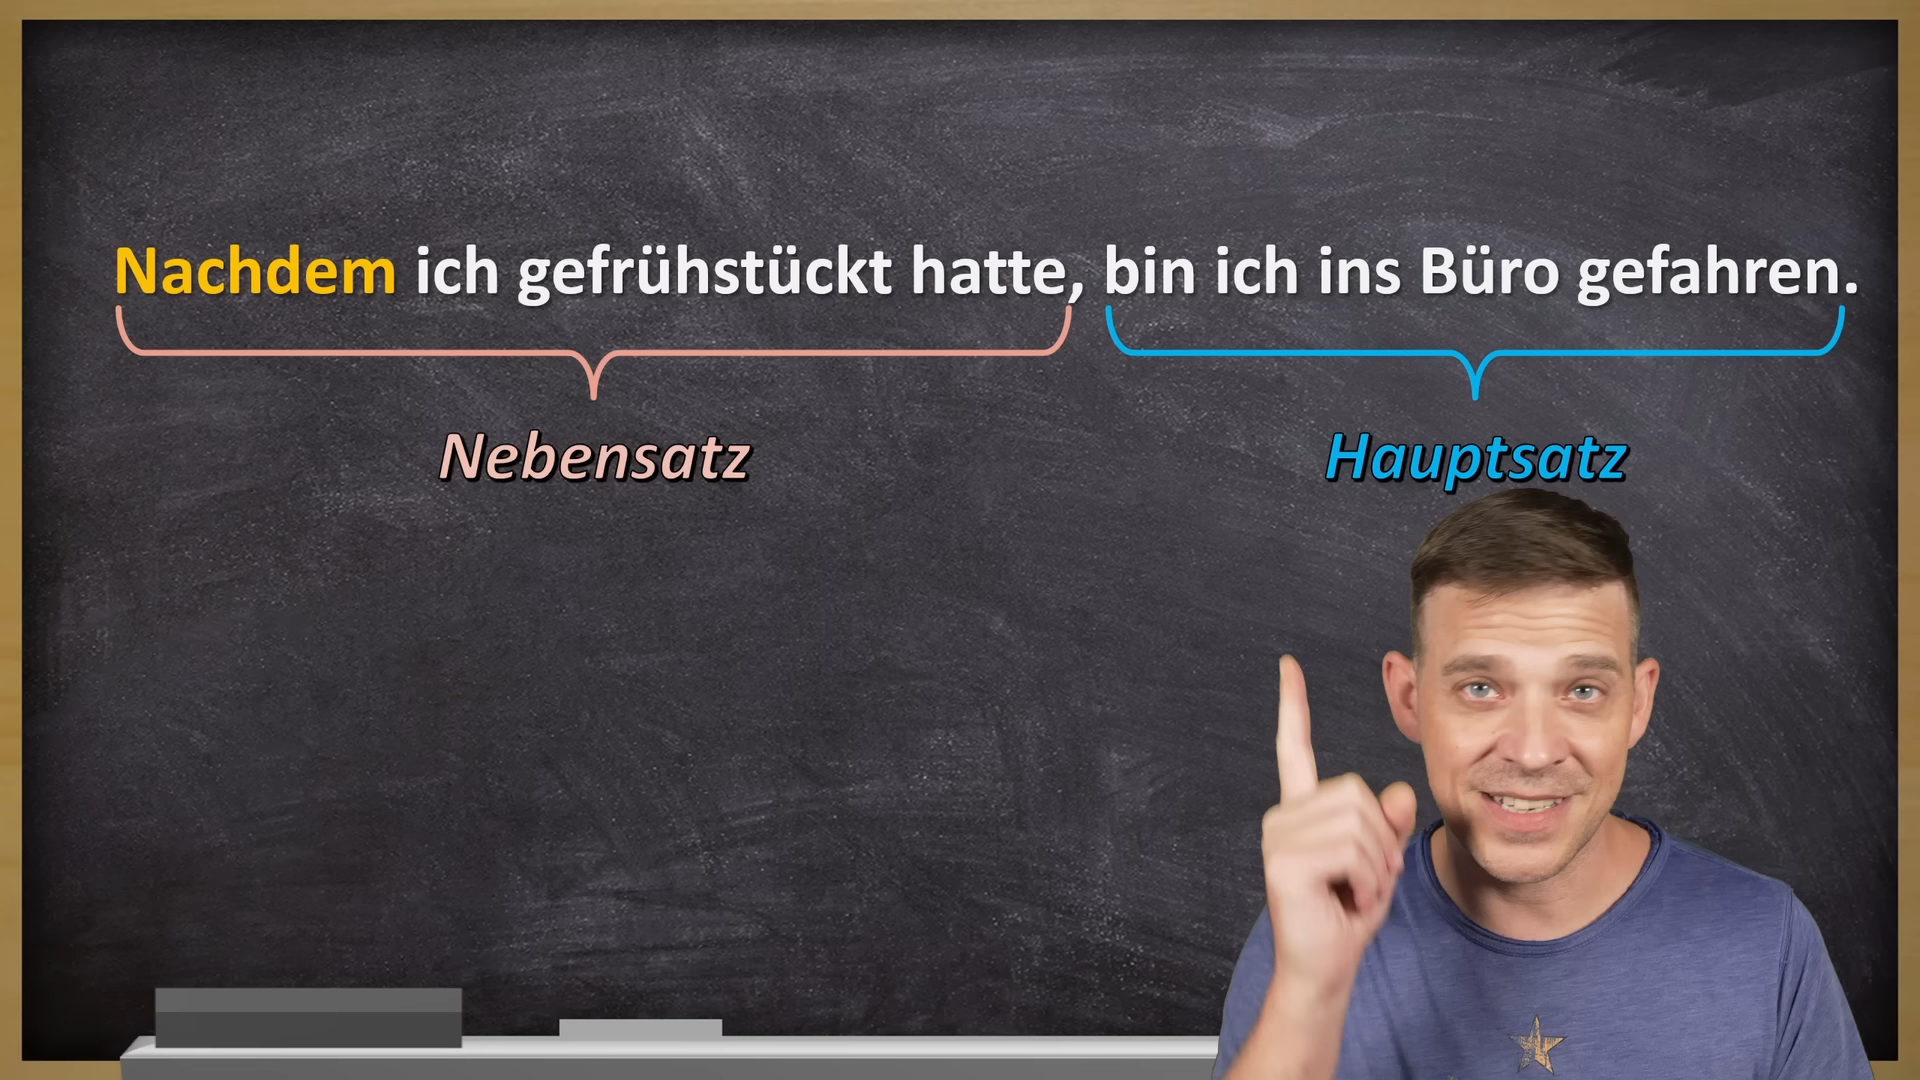 Nachdem ich gefrühstückt hatte, bin ich ins Büro gefahren.
Nebensatz
Hauptsatz